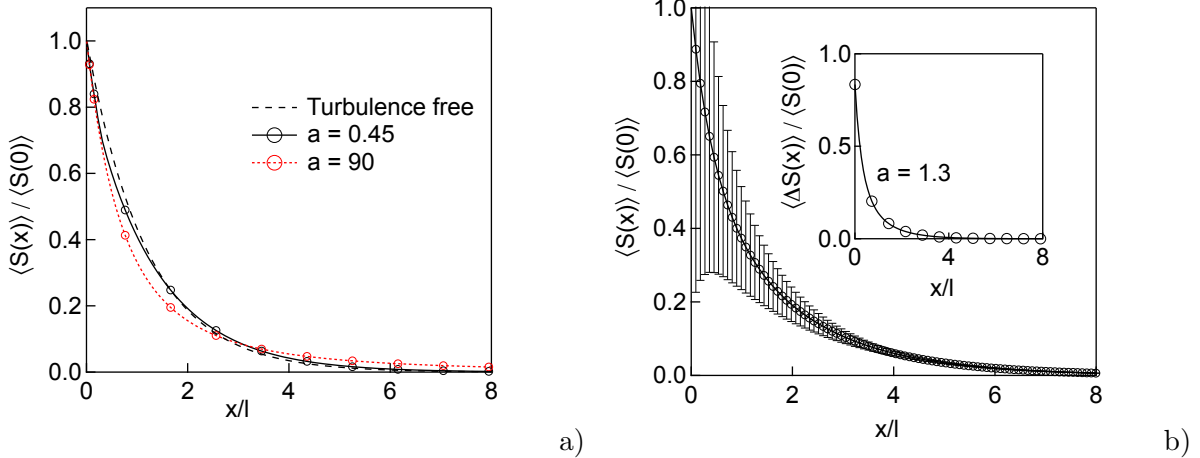 1.0
0.8
0.6
0.4
0.2
0.0
⟨S(x)⟩ / ⟨S(0)⟩
0
2
4
6
8
x/l
Turbulence free
a = 0.45
a = 90
a)
1.0
0.8
0.6
0.4
0.2
0.0
⟨S(x)⟩ / ⟨S(0)⟩
0
2
4
6
8
x/l
1.0
0.5
0.0
⟨ΔS(x)⟩ / ⟨S(0)⟩
a = 1.3
0
4
8
x/l
b)